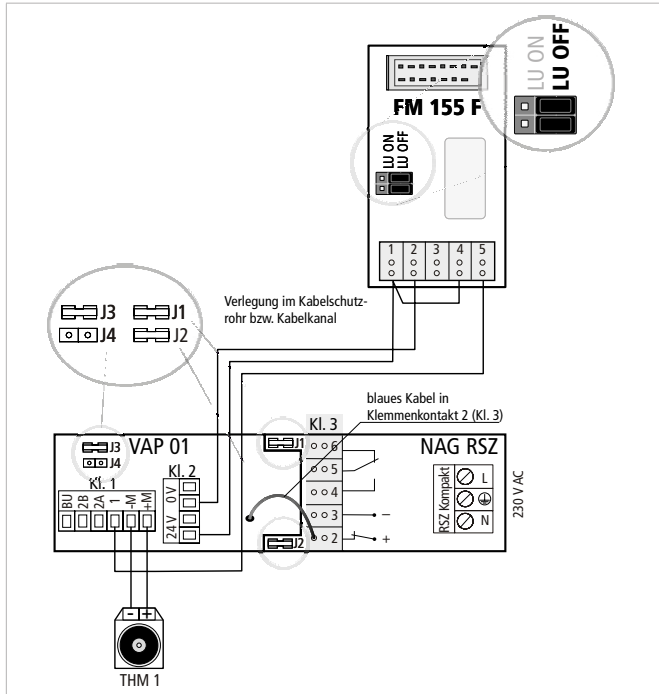 LU ON
LU OFF
FM 155 F
LU ON
LU OFF
1 2 3 4 5
J3 J1
J4 J2
Verlegung im Kabelschutz-
rohr bzw. Kabelkanal
blaues Kabel in
Klemmenkontakt 2 (Kl. 3)
Kl. 3
J3
J4
VAP 01
J1
NAG RSZ
6
5
4
3 –
2 +
Kl. 1
BU 2B 2A 1 -M +M
Kl. 2
0 V
24 V
J2
RSZ Kompakt
L
N
230 V AC
– +
THM 1